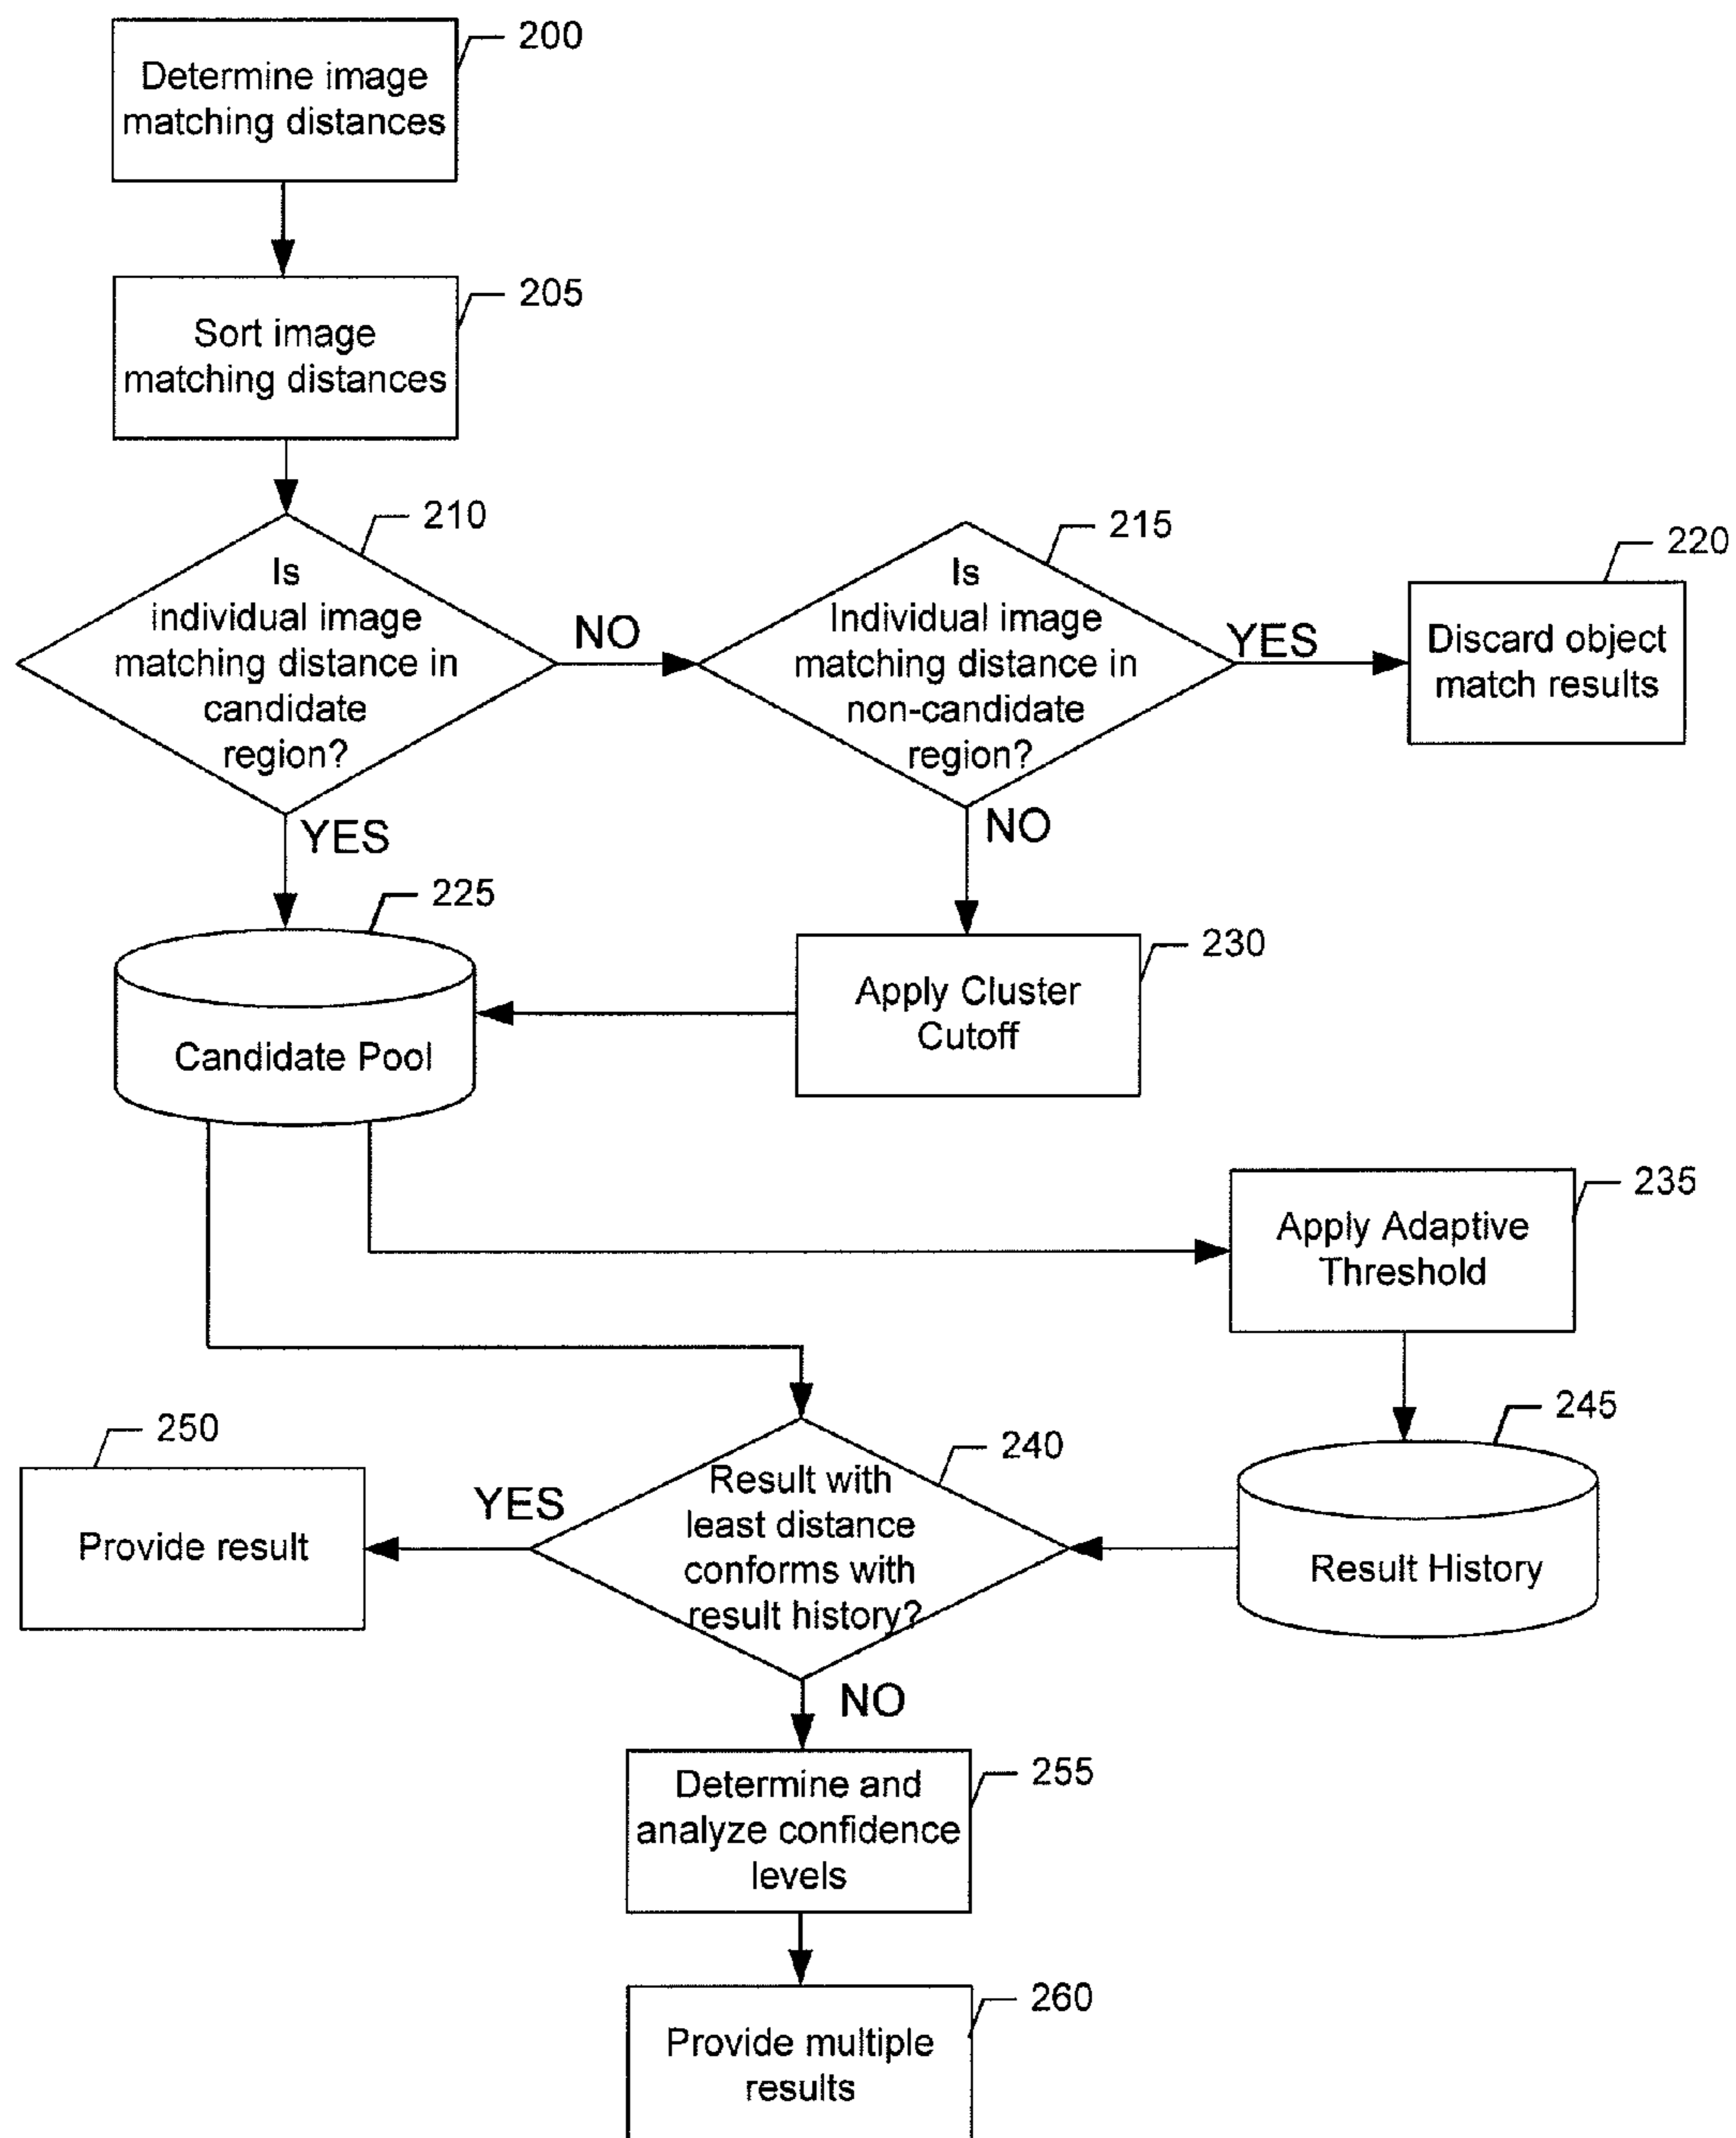 200
Determine image
matching distances
205
Sort image
matching distances
210
Is
individual image
matching distance in
candidate
region?
NO
215
Is
Individual image
matching distance in
non-candidate
region?
YES
220
Discard object
match results
YES
NO
225
Candidate Pool
230
Apply Cluster
Cutoff
235
Apply Adaptive
Threshold
240
Result with
least distance
conforms with
result history?
245
Result History
250
Provide result
YES
NO
255
Determine and
analyze confidence
levels
260
Provide multiple
results